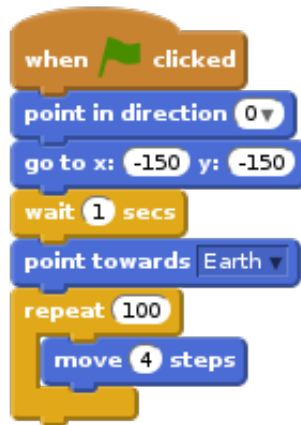 when clicked
point in direction 0
go to x: -150 y: -150
wait 1 secs
point towards Earth
repeat 100
move 4 steps